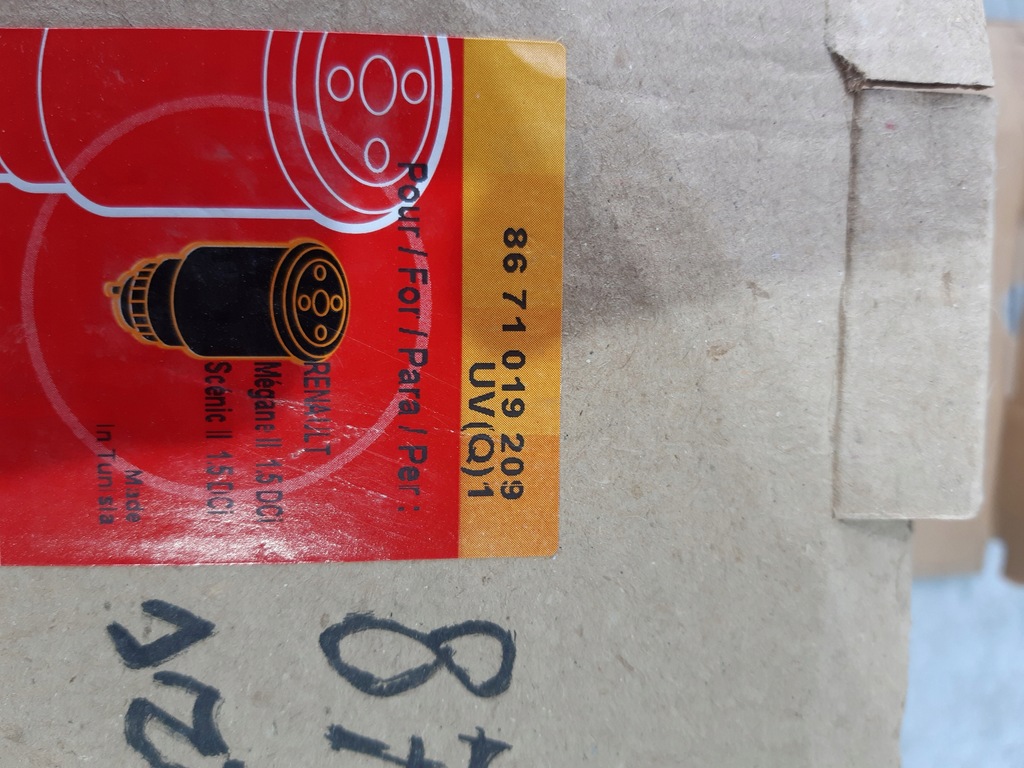 86 71 019 209
UV(Q)1
Pour / For / Para / Per :
RENAULT
Mégane II 1.5 DCI
Scénic II 1.5 DCI
Made
in Tunisia
87